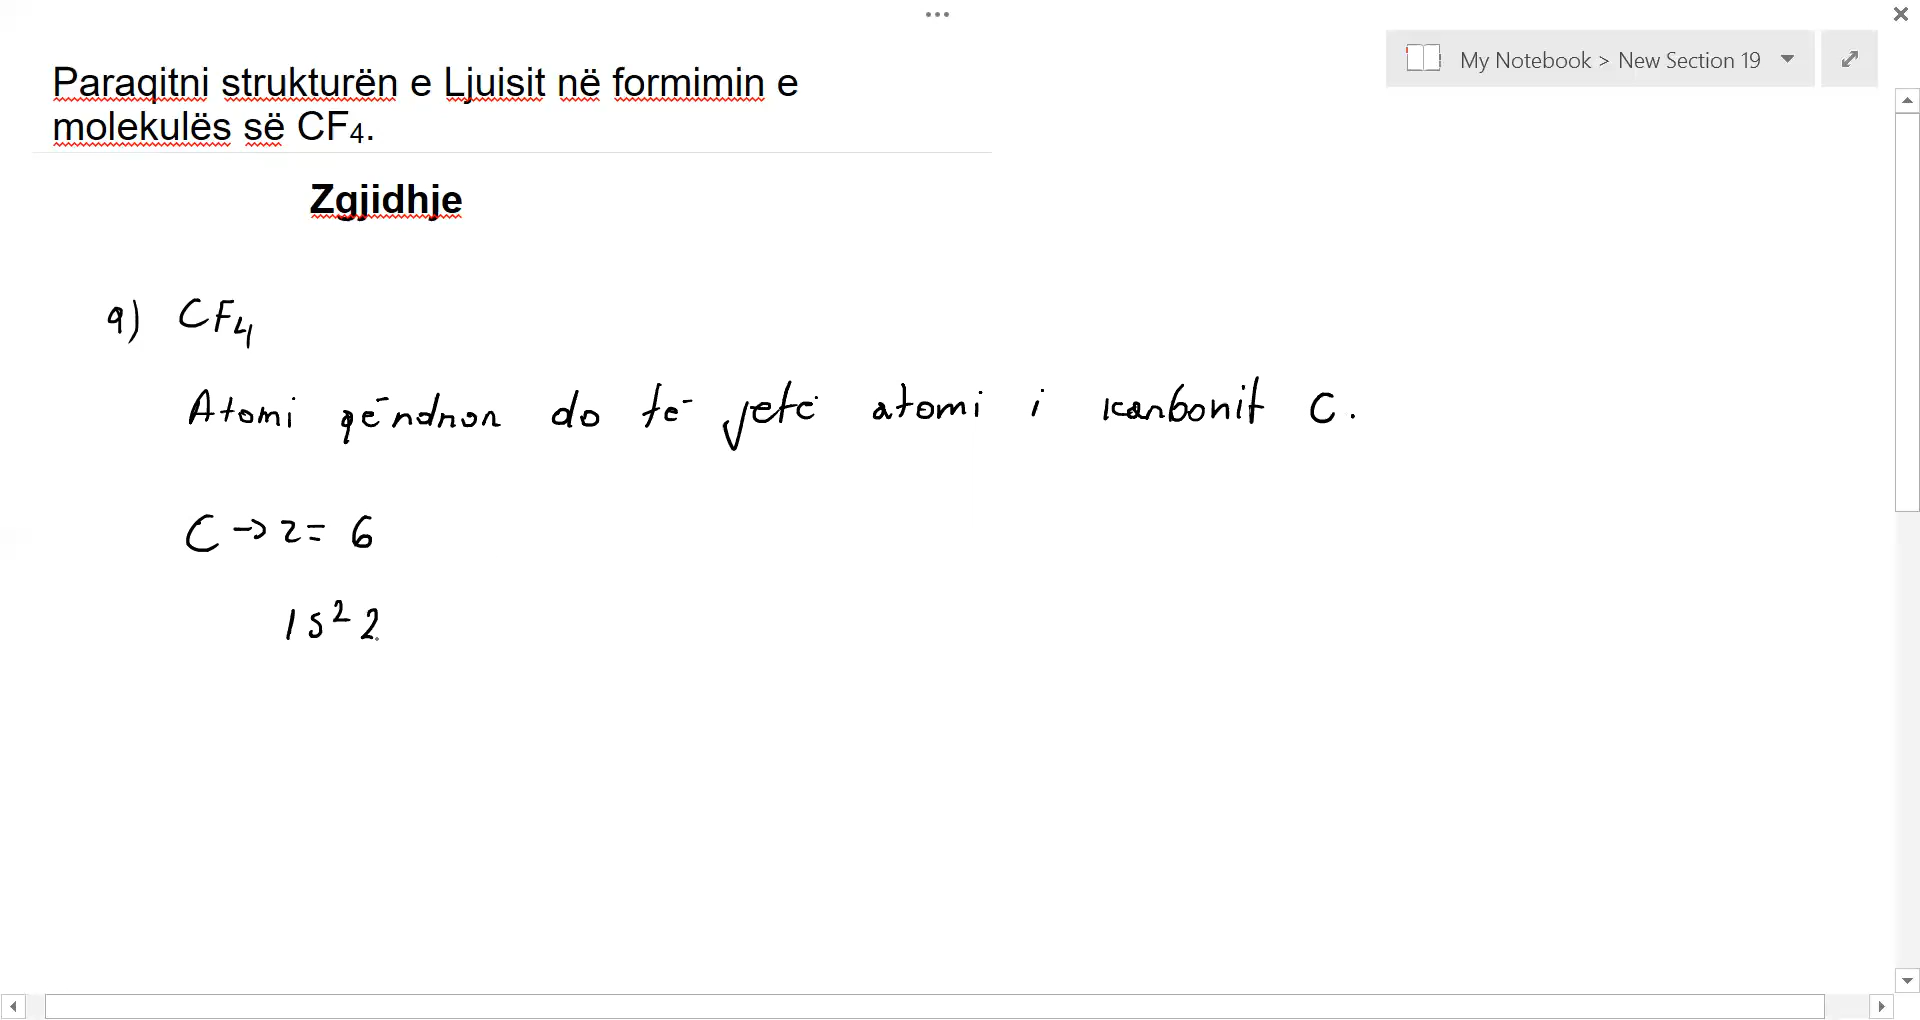 My Notebook > New Section 19
Paraqitni strukturën e Ljuisit në formimin e
molekulës së CF₄.
Zgjidhje
a) CF₄
Atomi qëndror do të jetë atomi i karbonit C.
C → z = 6
1s² 2